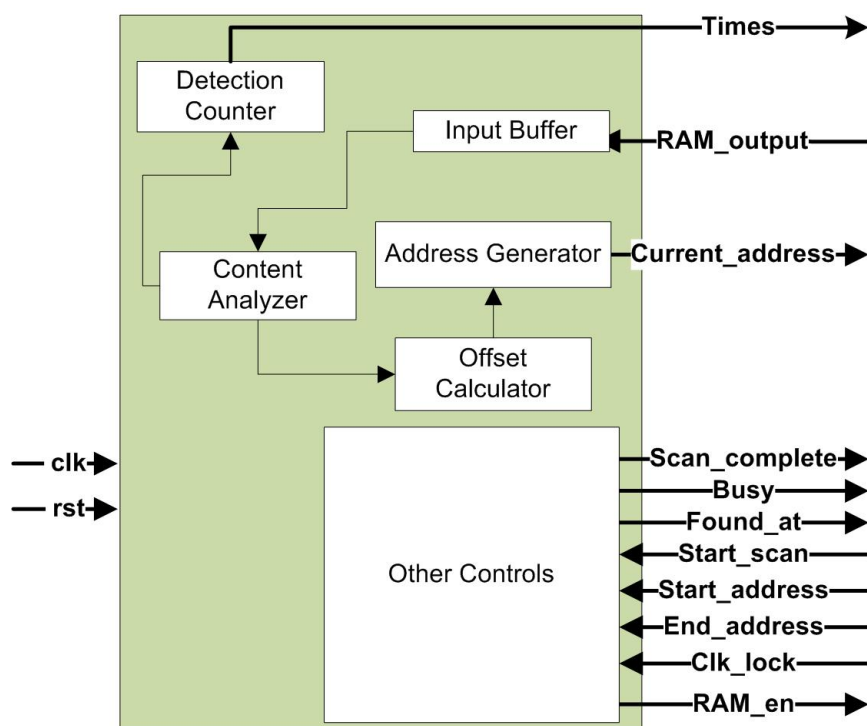 Times
Detection
Counter
Input Buffer
RAM_output
Address Generator
Current_address
Content
Analyzer
Offset
Calculator
clk
rst
Other Controls
Scan_complete
Busy
Found_at
Start_scan
Start_address
End_address
Clk_lock
RAM_en